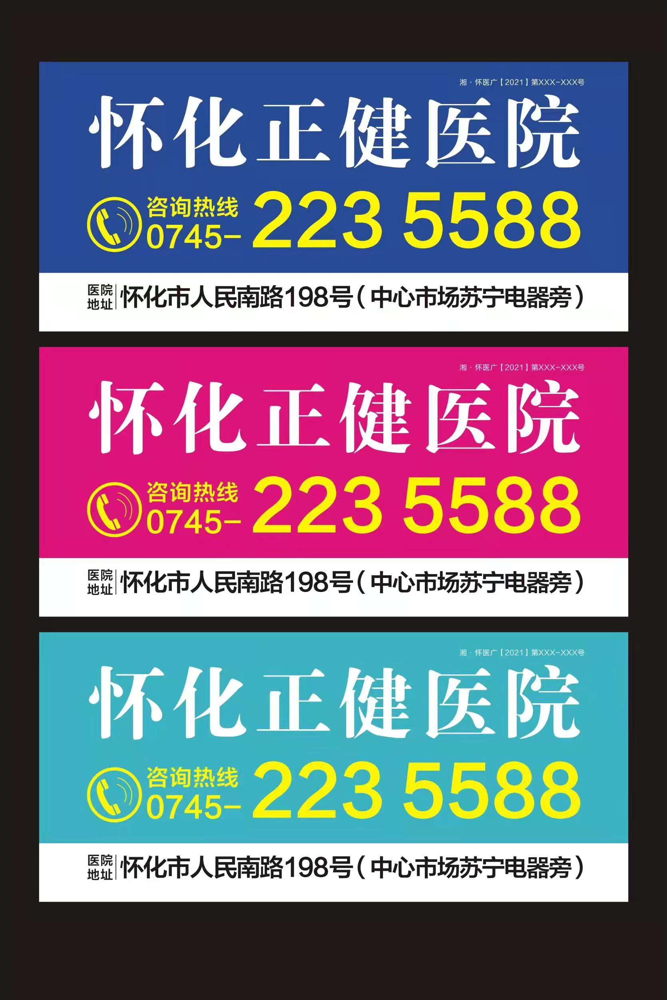 湘·怀医广【2021】第XXX-XXX号
怀化正健医院
咨询热线
0745- 223 5588
医院地址 怀化市人民南路198号(中心市场苏宁电器旁)
湘·怀医广【2021】第XXX-XXX号
怀化正健医院
咨询热线
0745- 223 5588
医院地址 怀化市人民南路198号(中心市场苏宁电器旁)
湘·怀医广【2021】第XXX-XXX号
怀化正健医院
咨询热线
0745- 223 5588
医院地址 怀化市人民南路198号(中心市场苏宁电器旁)